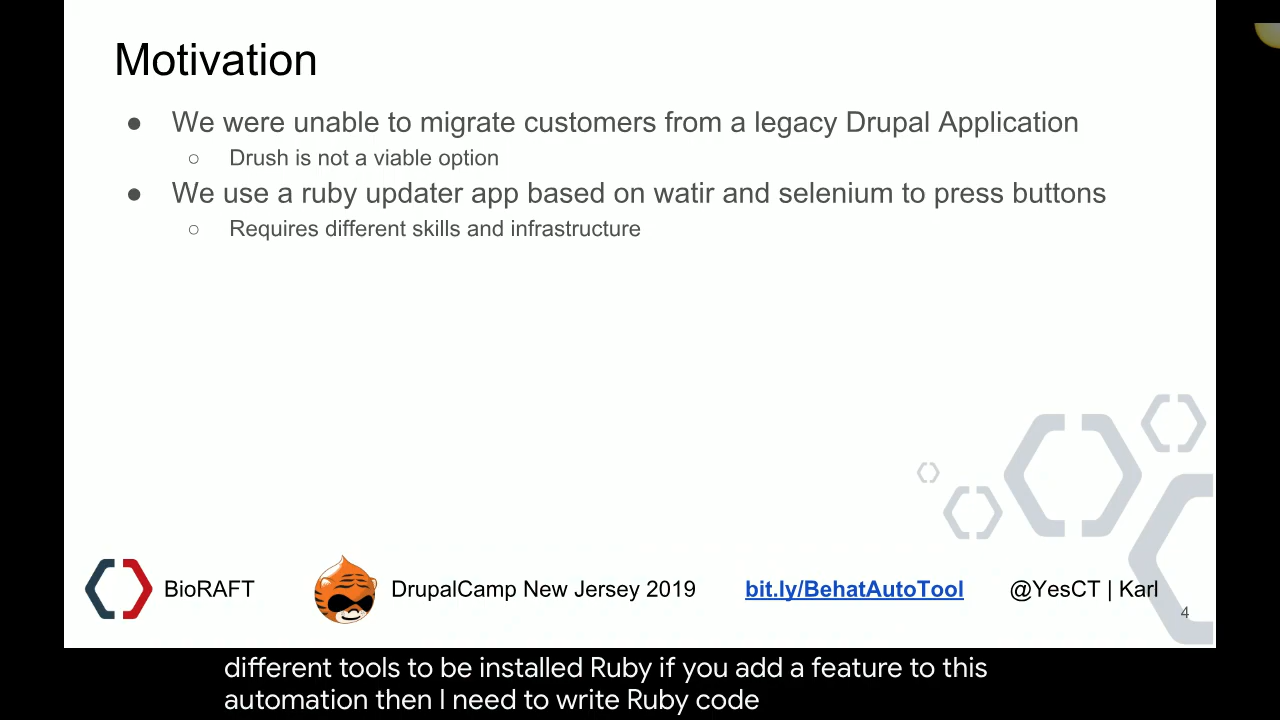 Motivation
● We were unable to migrate customers from a legacy Drupal Application
○ Drush is not a viable option
● We use a ruby updater app based on watir and selenium to press buttons
○ Requires different skills and infrastructure
BioRAFT DrupalCamp New Jersey 2019 bit.ly/BehatAutoTool @YesCT | Karl
4
different tools to be installed Ruby if you add a feature to this
automation then I need to write Ruby code